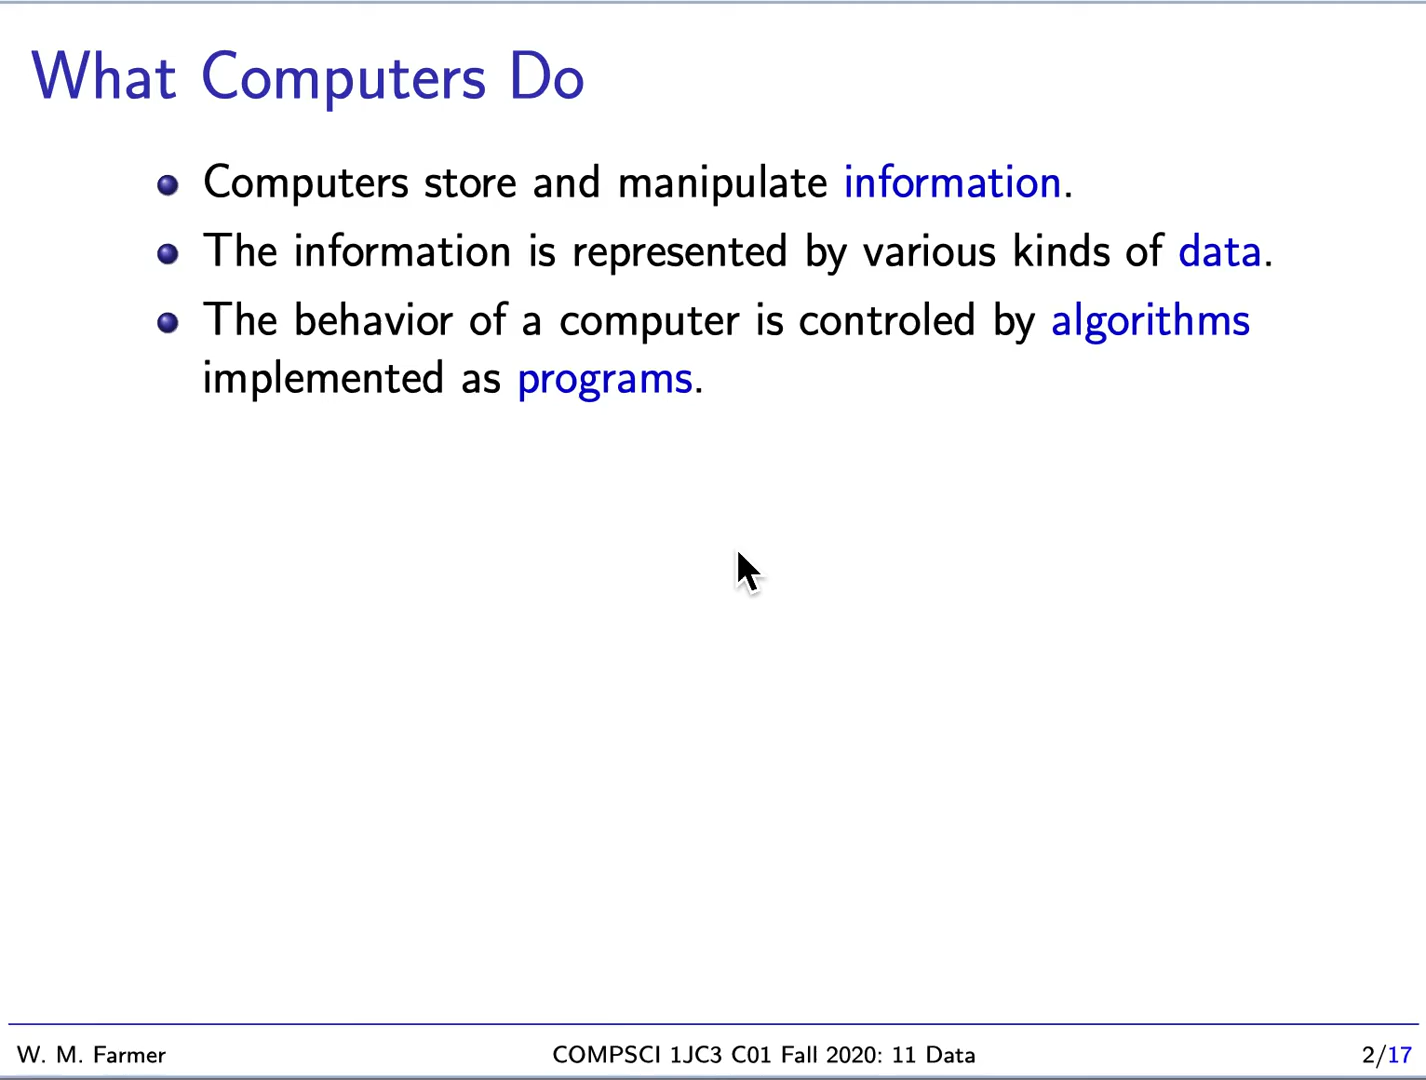 What Computers Do
Computers store and manipulate information.
The information is represented by various kinds of data.
The behavior of a computer is controled by algorithms
implemented as programs.
W. M. Farmer
COMPSCI 1JC3 C01 Fall 2020: 11 Data
2/17